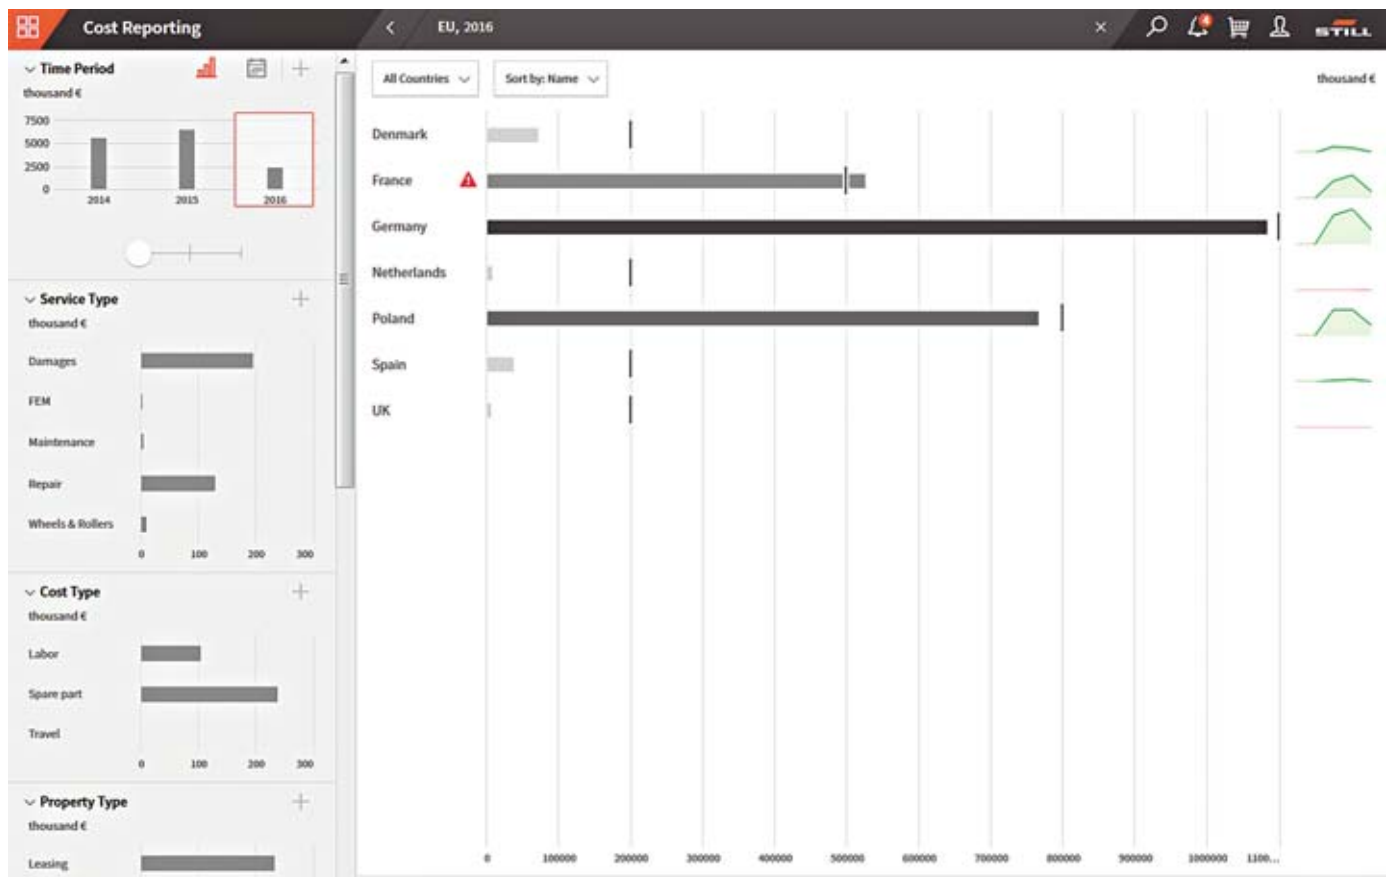 Cost Reporting
EU, 2016
4
STILL
Time Period
thousand €
7500
5000
2500
0
2014 2015 2016
Service Type
thousand €
Damages
FEM
Maintenance
Repair
Wheels & Rollers
0 100 200 300
Cost Type
thousand €
Labor
Spare part
Travel
0 100 200 300
Property Type
thousand €
Leasing
All Countries Sort by: Name thousand €
Denmark
France
Germany
Netherlands
Poland
Spain
UK
0 100000 200000 300000 400000 500000 600000 700000 800000 900000 1000000 1100...